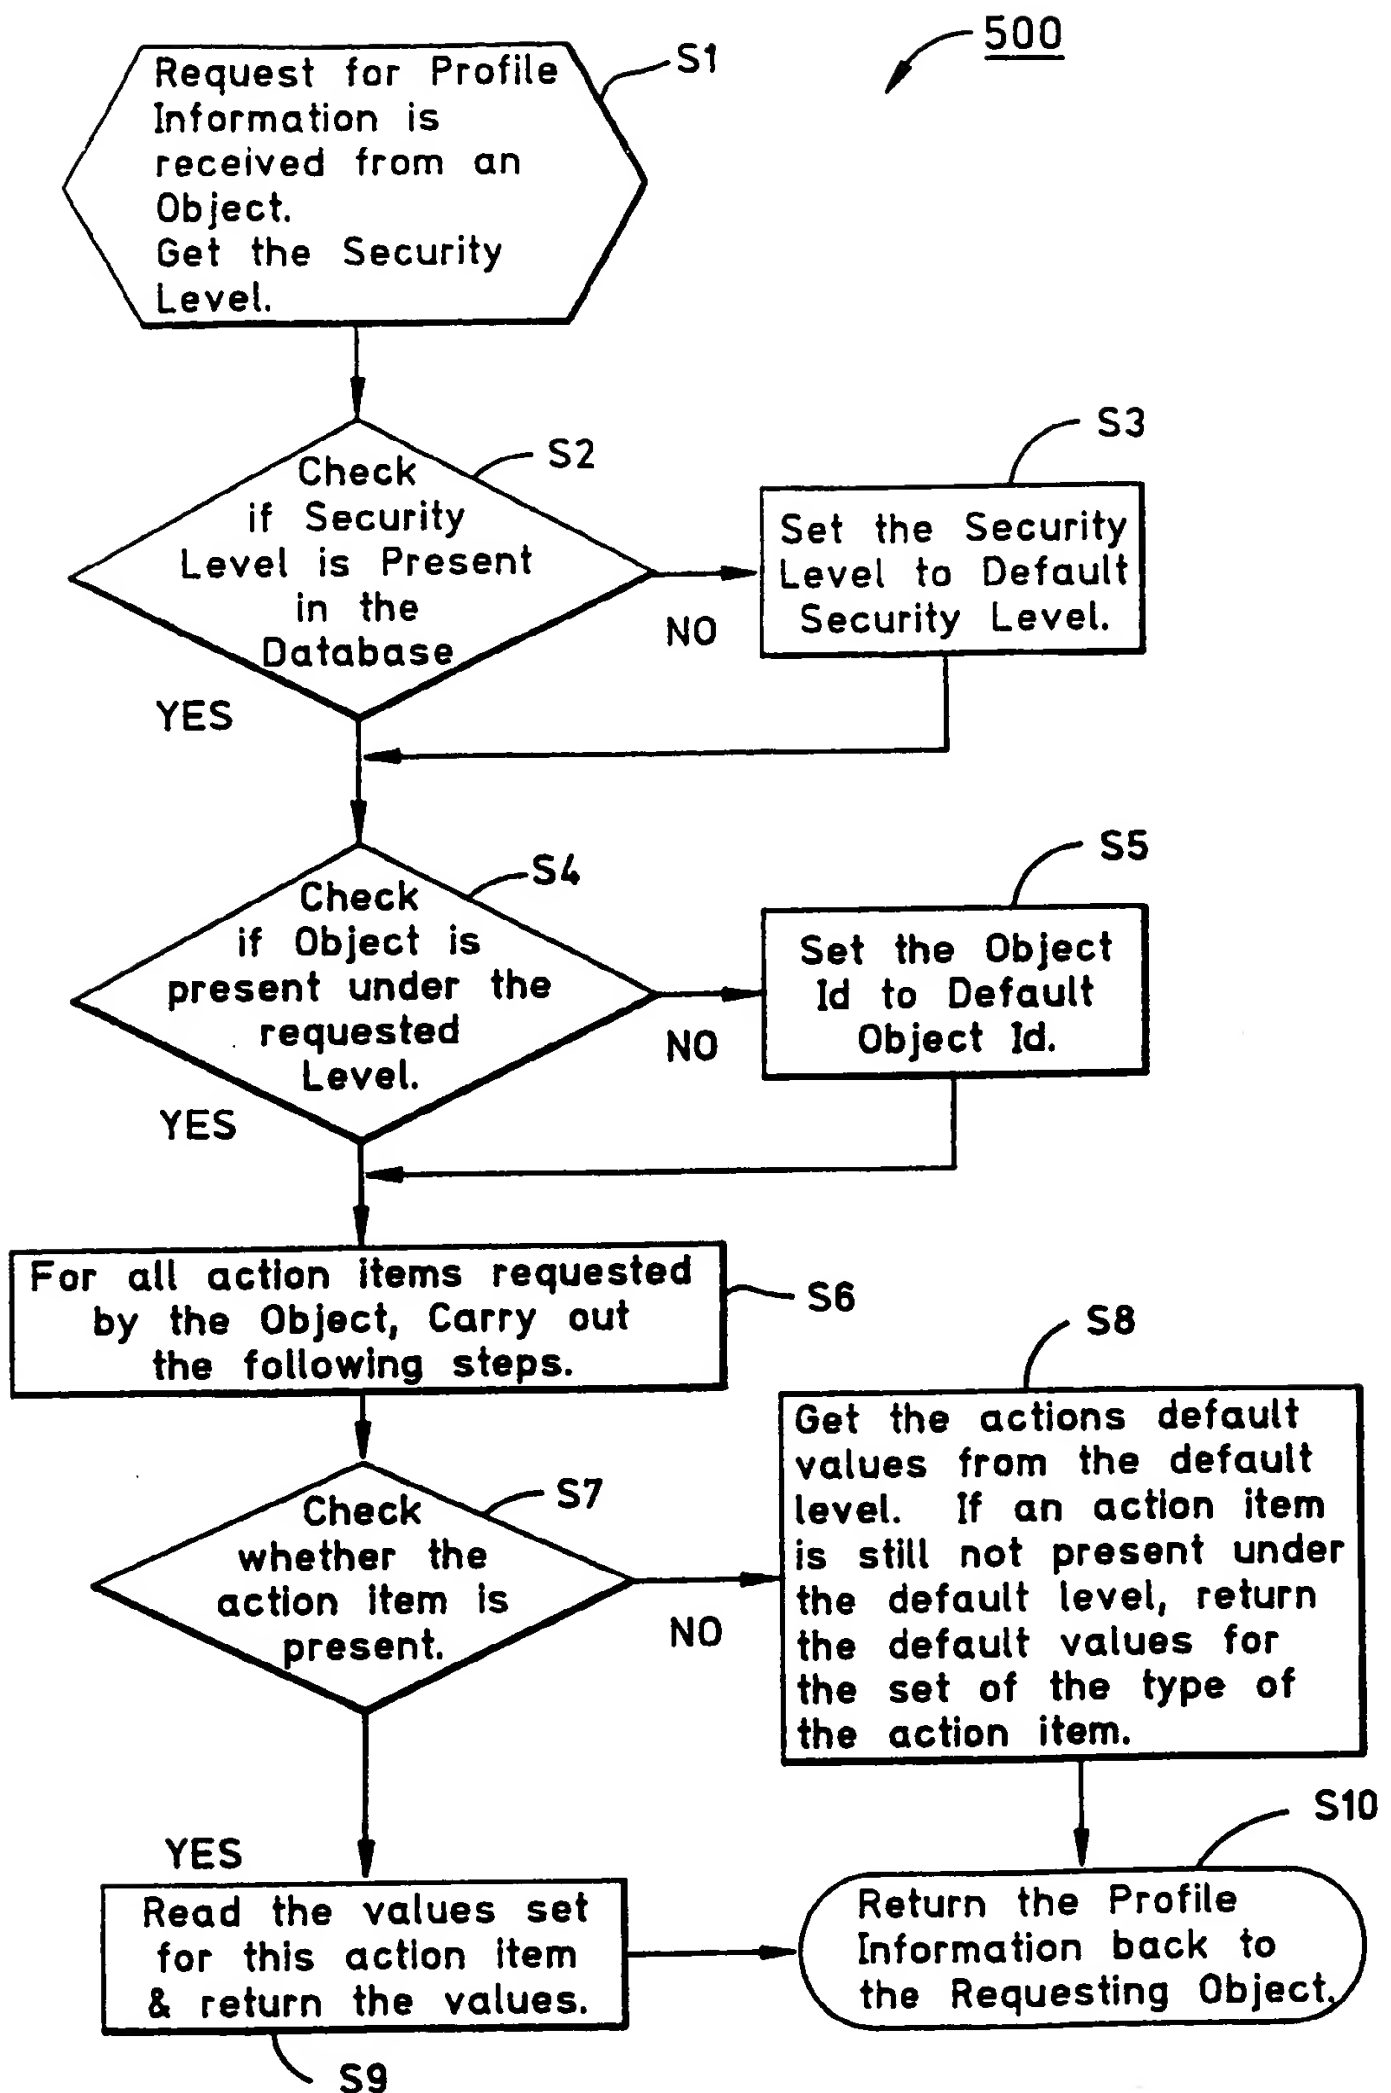 500
S1
Request for Profile
Information is
received from an
Object.
Get the Security
Level.
S2
Check
if Security
Level is Present
in the
Database
NO
YES
S3
Set the Security
Level to Default
Security Level.
S4
Check
if Object is
present under the
requested
Level.
NO
YES
S5
Set the Object
Id to Default
Object Id.
For all action items requested
by the Object, Carry out
the following steps.
S6
S7
Check
whether the
action item is
present.
NO
YES
S8
Get the actions default
values from the default
level. If an action item
is still not present under
the default level, return
the default values for
the set of the type of
the action item.
Read the values set
for this action item
& return the values.
S9
S10
Return the Profile
Information back to
the Requesting Object.